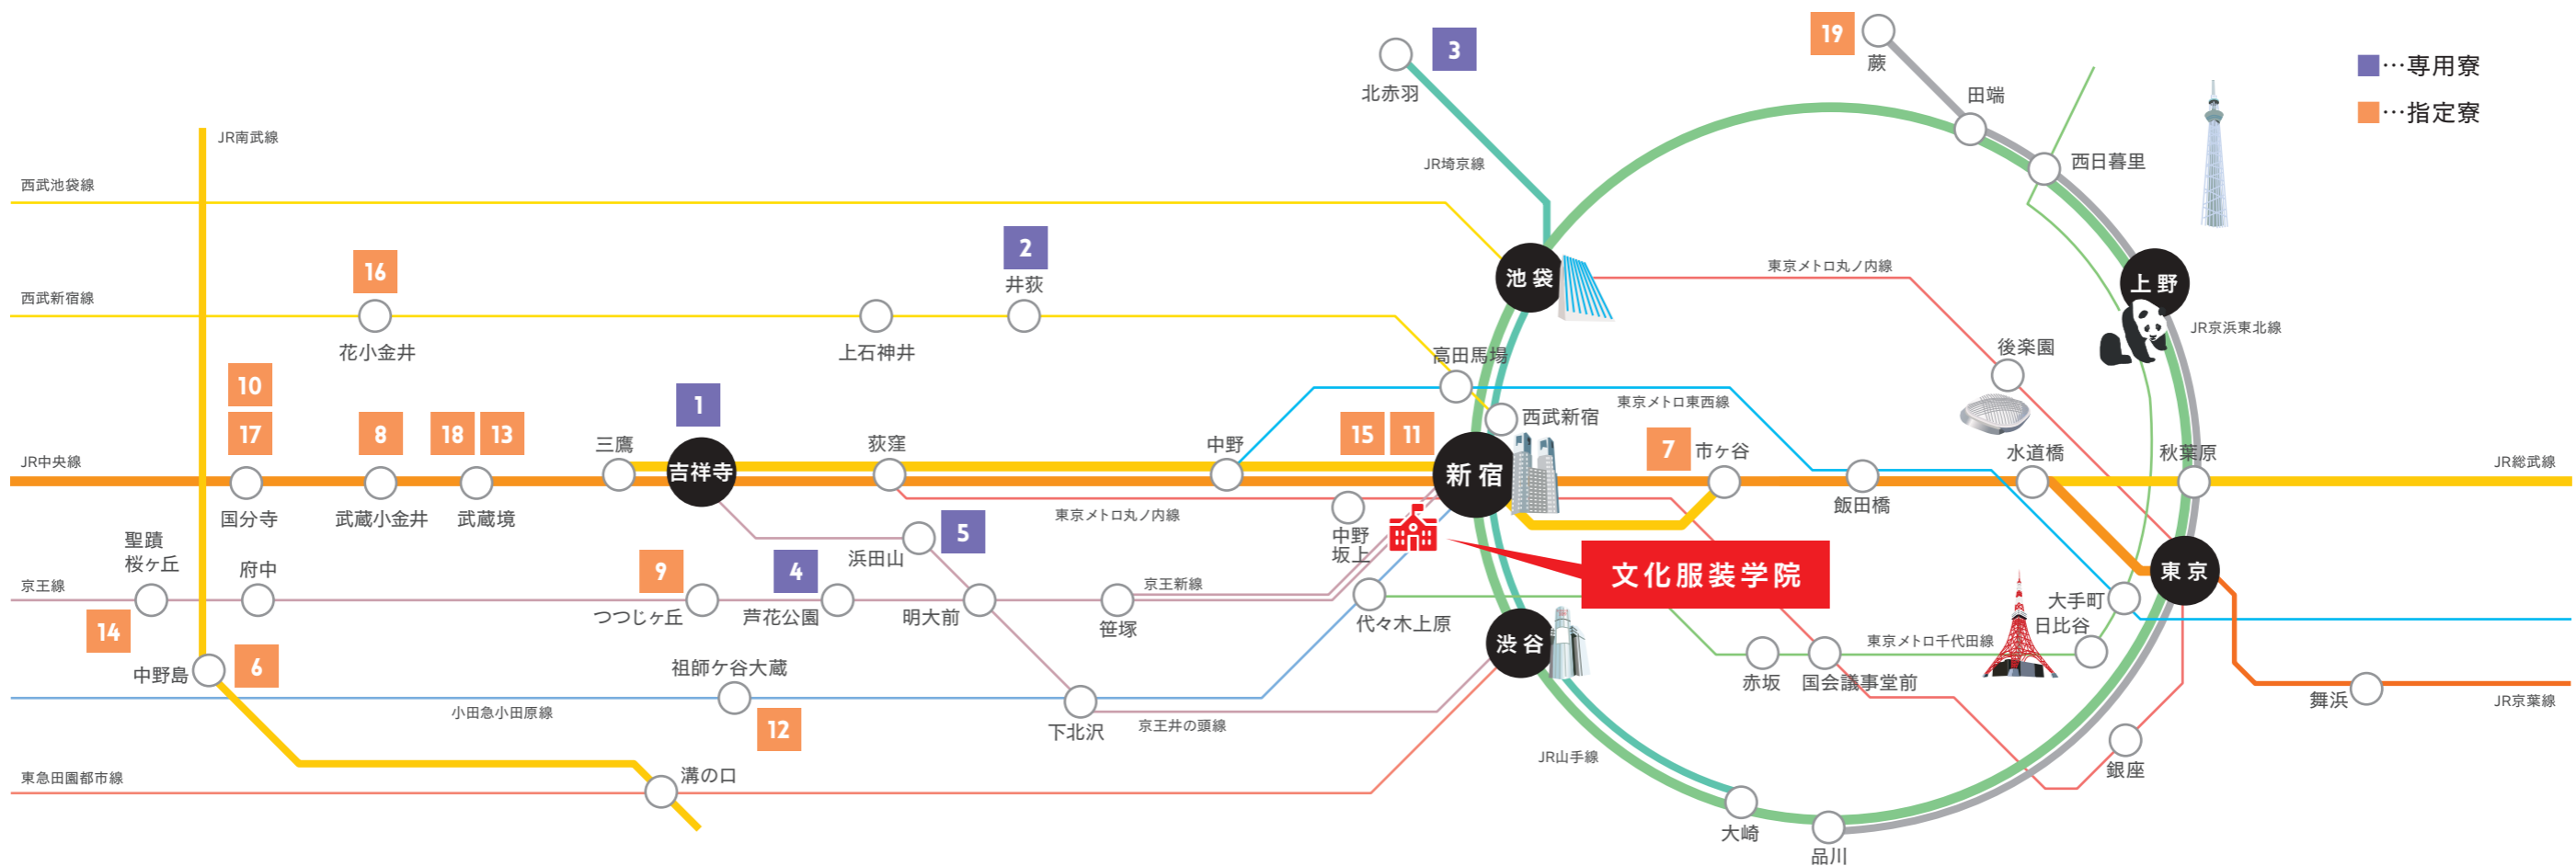 3
北赤羽
JR埼京線
19
蕨
田端
西日暮里
…専用寮
…指定寮
JR南武線
西武池袋線
西武新宿線
16
花小金井
上石神井
2
井荻
池袋
東京メトロ丸ノ内線
上野
JR京浜東北線
後楽園
高田馬場
西武新宿
東京メトロ東西線
10
17
8
18
13
1
三鷹
吉祥寺
荻窪
中野
15
11
新宿
7
市ヶ谷
飯田橋
水道橋
秋葉原
JR総武線
JR中央線
国分寺
武蔵小金井
武蔵境
東京メトロ丸ノ内線
中野
坂上
聖蹟
桜ヶ丘
府中
京王線
14
9
つつじヶ丘
4
芦花公園
浜田山
5
明大前
笹塚
京王新線
代々木上原
文化服装学院
東京
大手町
日比谷
中野島
6
祖師ケ谷大蔵
12
小田急小田原線
下北沢
京王井の頭線
渋谷
赤坂
国会議事堂前
東京メトロ千代田線
舞浜
JR京葉線
東急田園都市線
溝の口
JR山手線
銀座
大崎
品川